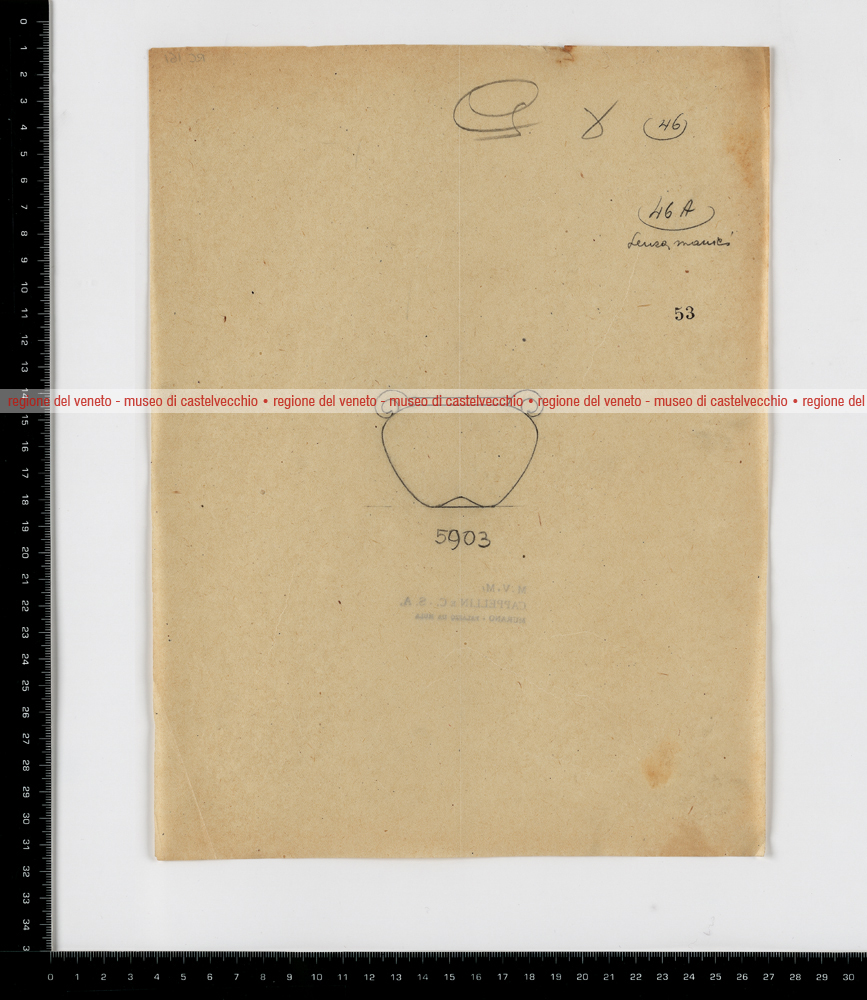 46
46 A
Senza manici
53
regione del veneto - museo di castelvecchio • regione del veneto - museo di castelvecchio • regione del veneto - museo di castelvecchio • regione del
5903
M. V. M.
CAPPELLIN & C. S. A.
0 1 2 3 4 5 6 7 8 9 10 11 12 13 14 15 16 17 18 19 20 21 22 23 24 25 26 27 28 29 30 31 32 33 34 3
0 1 2 3 4 5 6 7 8 9 10 11 12 13 14 15 16 17 18 19 20 21 22 23 24 25 26 27 28 29 30